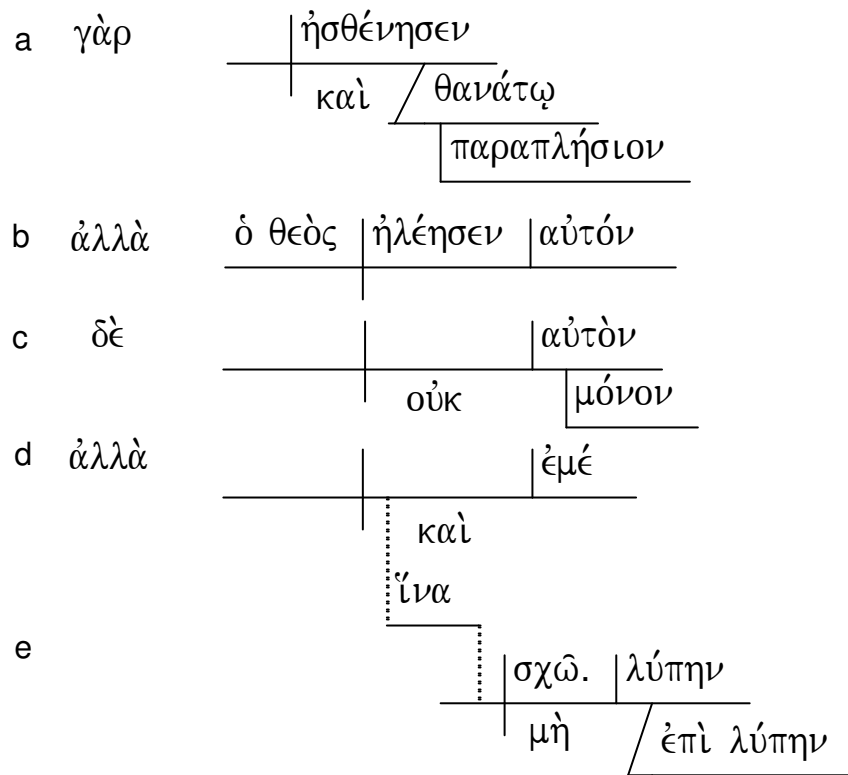 a γὰρ ἠσθένησεν
καὶ θανάτῳ
παραπλήσιον
b ἀλλὰ ὁ θεὸς ἠλέησεν αὐτόν
c δὲ αὐτὸν
οὐκ μόνον
d ἀλλὰ ἐμέ
καὶ
ἵνα
e σχῶ. λύπην
μὴ ἐπὶ λύπην